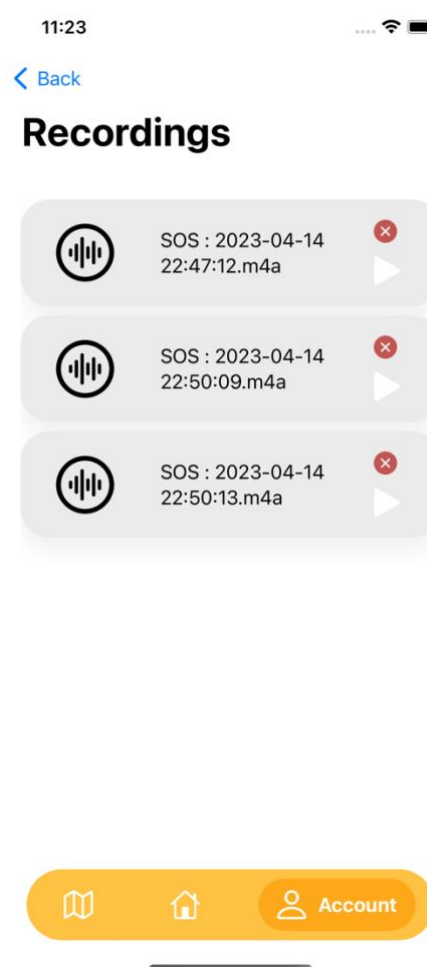 11:23
Back
Recordings
SOS : 2023-04-14
22:47:12.m4a
SOS : 2023-04-14
22:50:09.m4a
SOS : 2023-04-14
22:50:13.m4a
Account